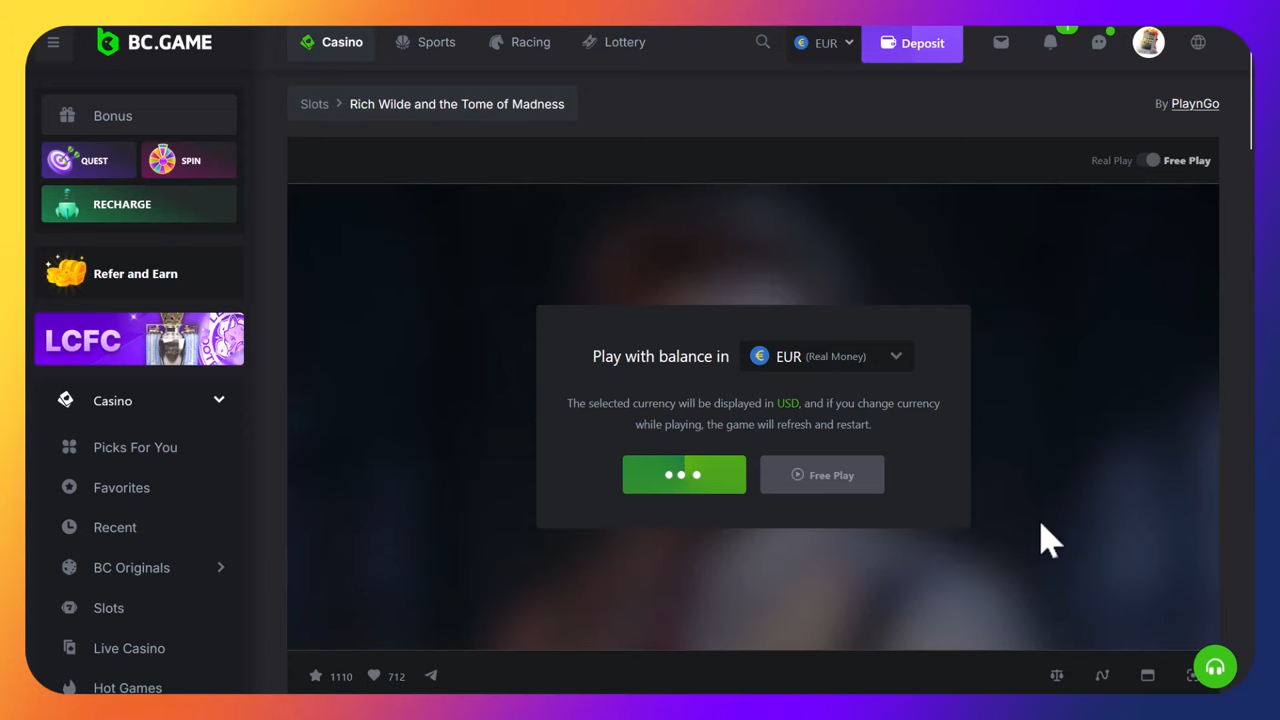 BC.GAME
Casino
Sports
Racing
Lottery
EUR
Deposit
Bonus
QUEST
SPIN
RECHARGE
Refer and Earn
LCFC
Casino
Picks For You
Favorites
Recent
BC Originals
Slots
Live Casino
Hot Games
Slots > Rich Wilde and the Tome of Madness
By PlaynGo
Real Play Free Play
Play with balance in EUR (Real Money)
The selected currency will be displayed in USD, and if you change currency
while playing, the game will refresh and restart.
Free Play
1110 712